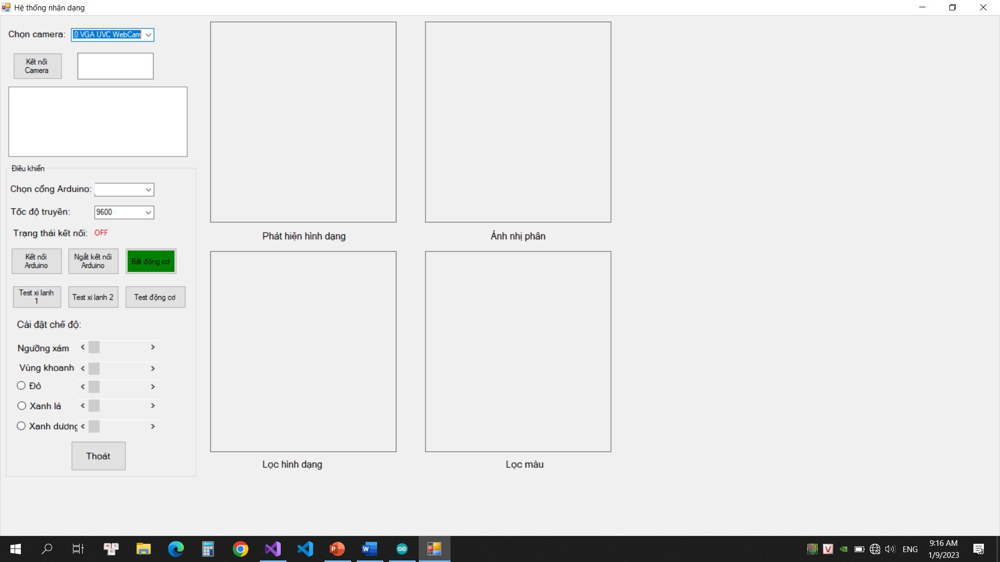 Hệ thống nhận dạng
Chọn camera:
.0 VGA UVC WebCam
Kết nối
Camera
Điều khiển
Chọn cổng Arduino:
Tốc độ truyền:
9600
Trạng thái kết nối:
OFF
Kết nối
Arduino
Ngắt kết nối
Arduino
Bật động cơ
Test xi lanh
1
Test xi lanh 2
Test động cơ
Cài đặt chế độ:
Ngưỡng xám
Vùng khoanh
Đỏ
Xanh lá
Xanh dương
Thoát
Phát hiện hình dạng
Ảnh nhị phân
Lọc hình dạng
Lọc màu
ENG
9:16 AM
1/9/2023